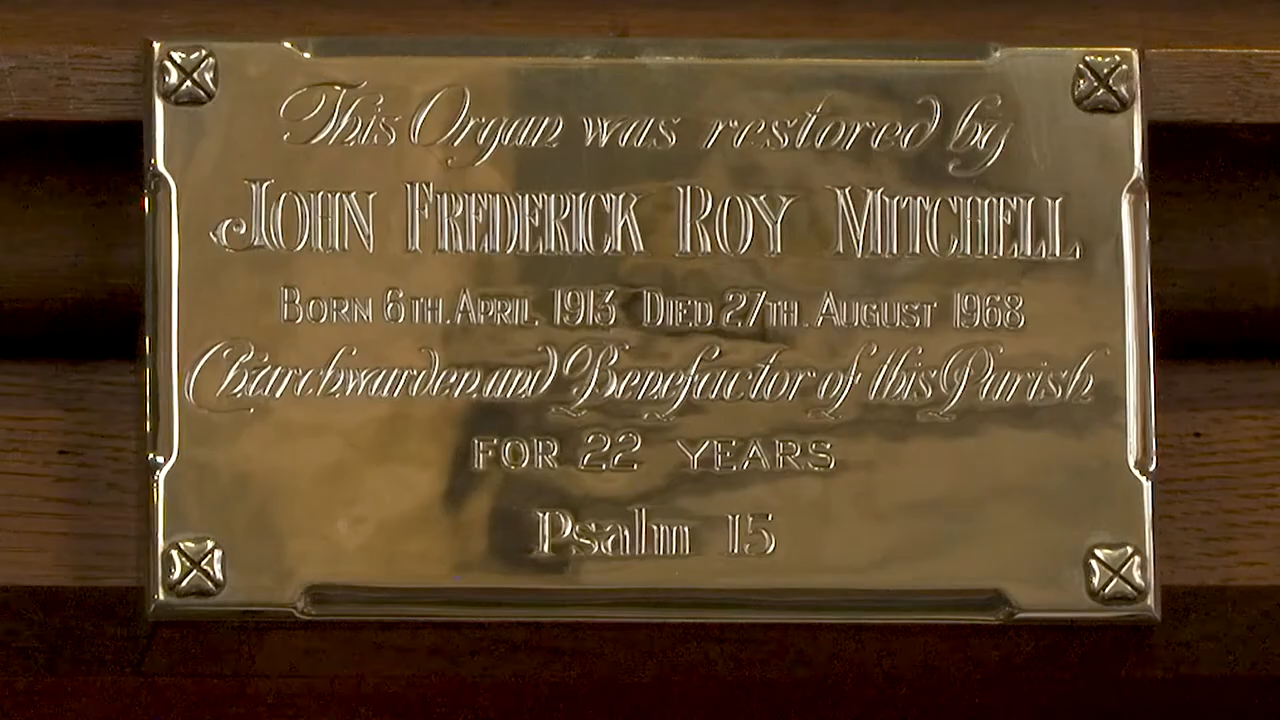 This Organ was restored by
JOHN FREDERICK ROY MITCHELL
BORN 6TH. APRIL 1913 DIED 27TH. AUGUST 1968
Churchwarden and Benefactor of this Parish
FOR 22 YEARS
Psalm 15